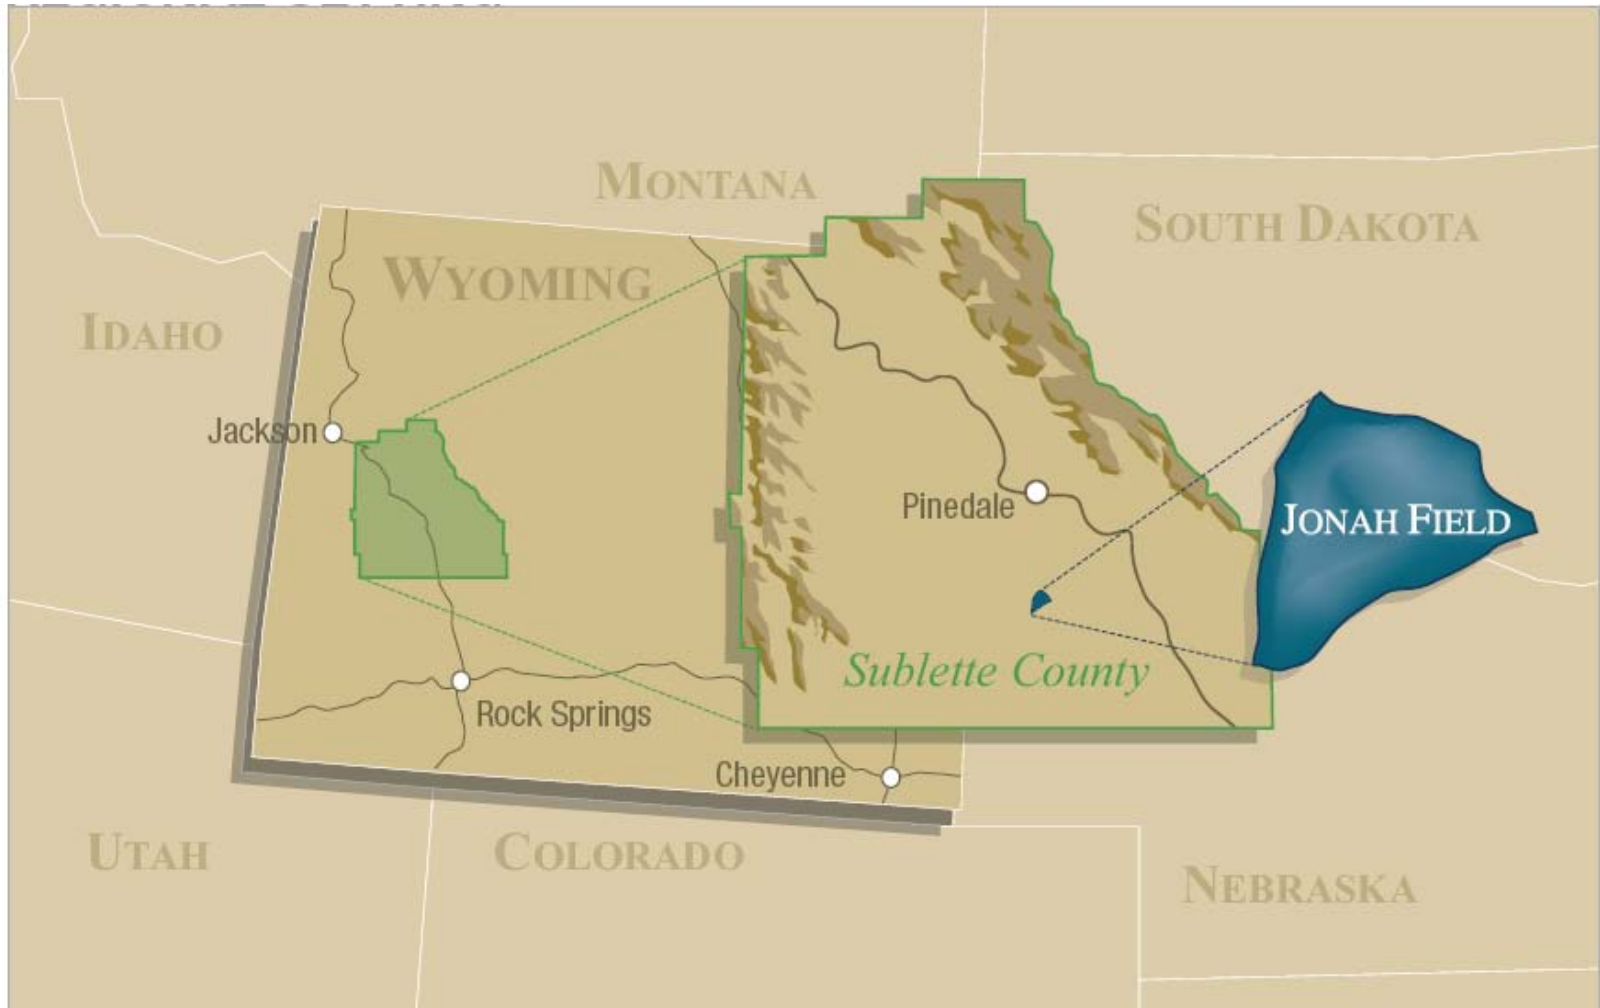 MONTANA
SOUTH DAKOTA
WYOMING
IDAHO
Jackson
Pinedale
JONAH FIELD
Sublette County
Rock Springs
Cheyenne
UTAH
COLORADO
NEBRASKA